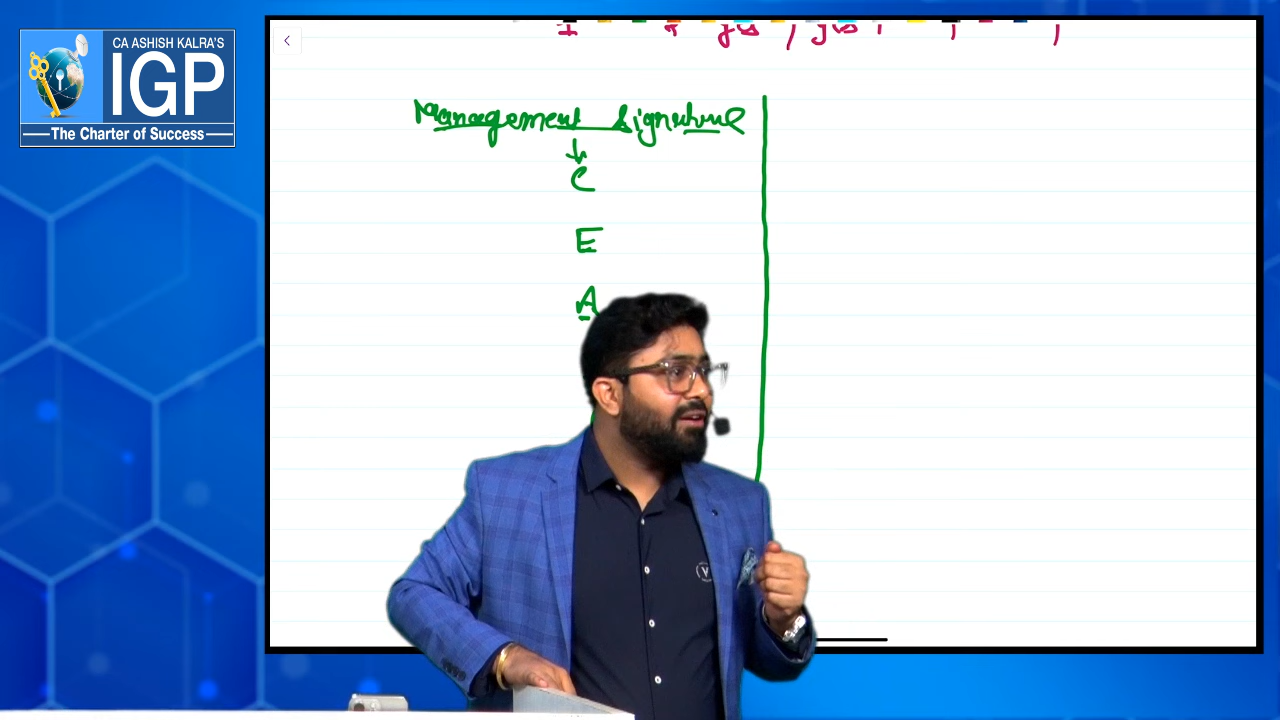 CA ASHISH KALRA'S
IGP
The Charter of Success
Management Signature
C
E
A
V